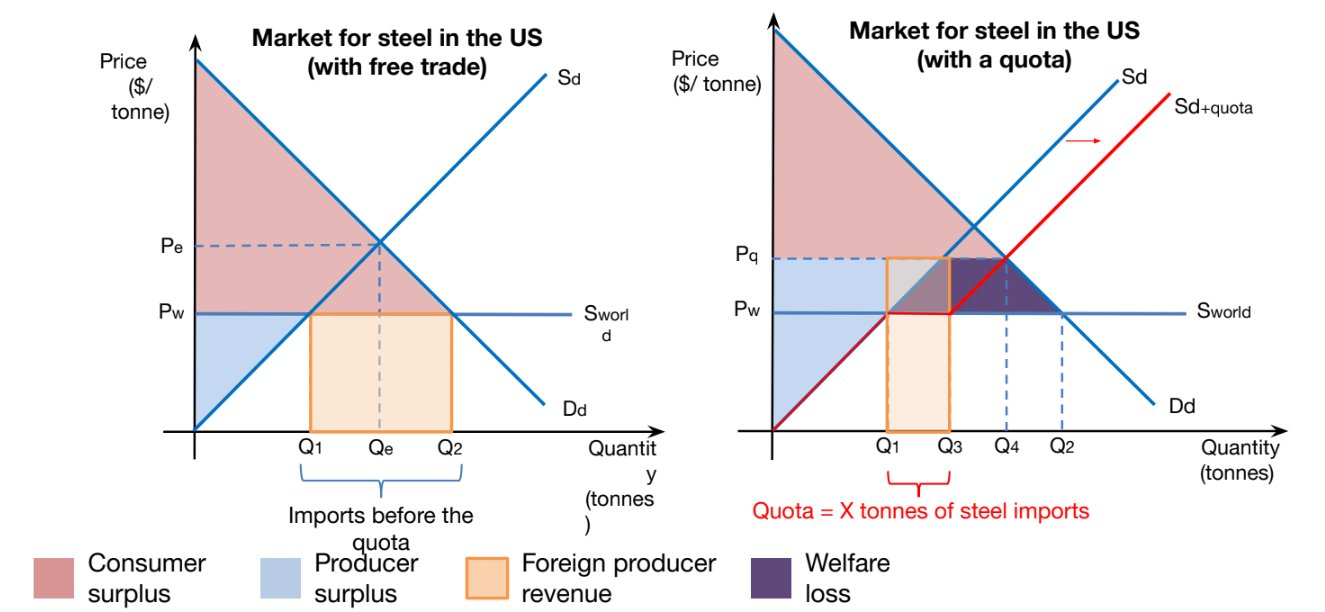 Market for steel in the US
(with free trade)
Price
($/
tonne)
Sd
Pe
Pw
Sworl
d
Dd
Q1
Qe
Q2
Quantit
y
(tonnes
)
Imports before the
quota
Market for steel in the US
(with a quota)
Price
($/ tonne)
Sd
Sd+quota
Pq
Pw
Sworld
Dd
Q1
Q3
Q4
Q2
Quantity
(tonnes)
Quota = X tonnes of steel imports
Consumer
surplus
Producer
surplus
Foreign producer
revenue
Welfare
loss